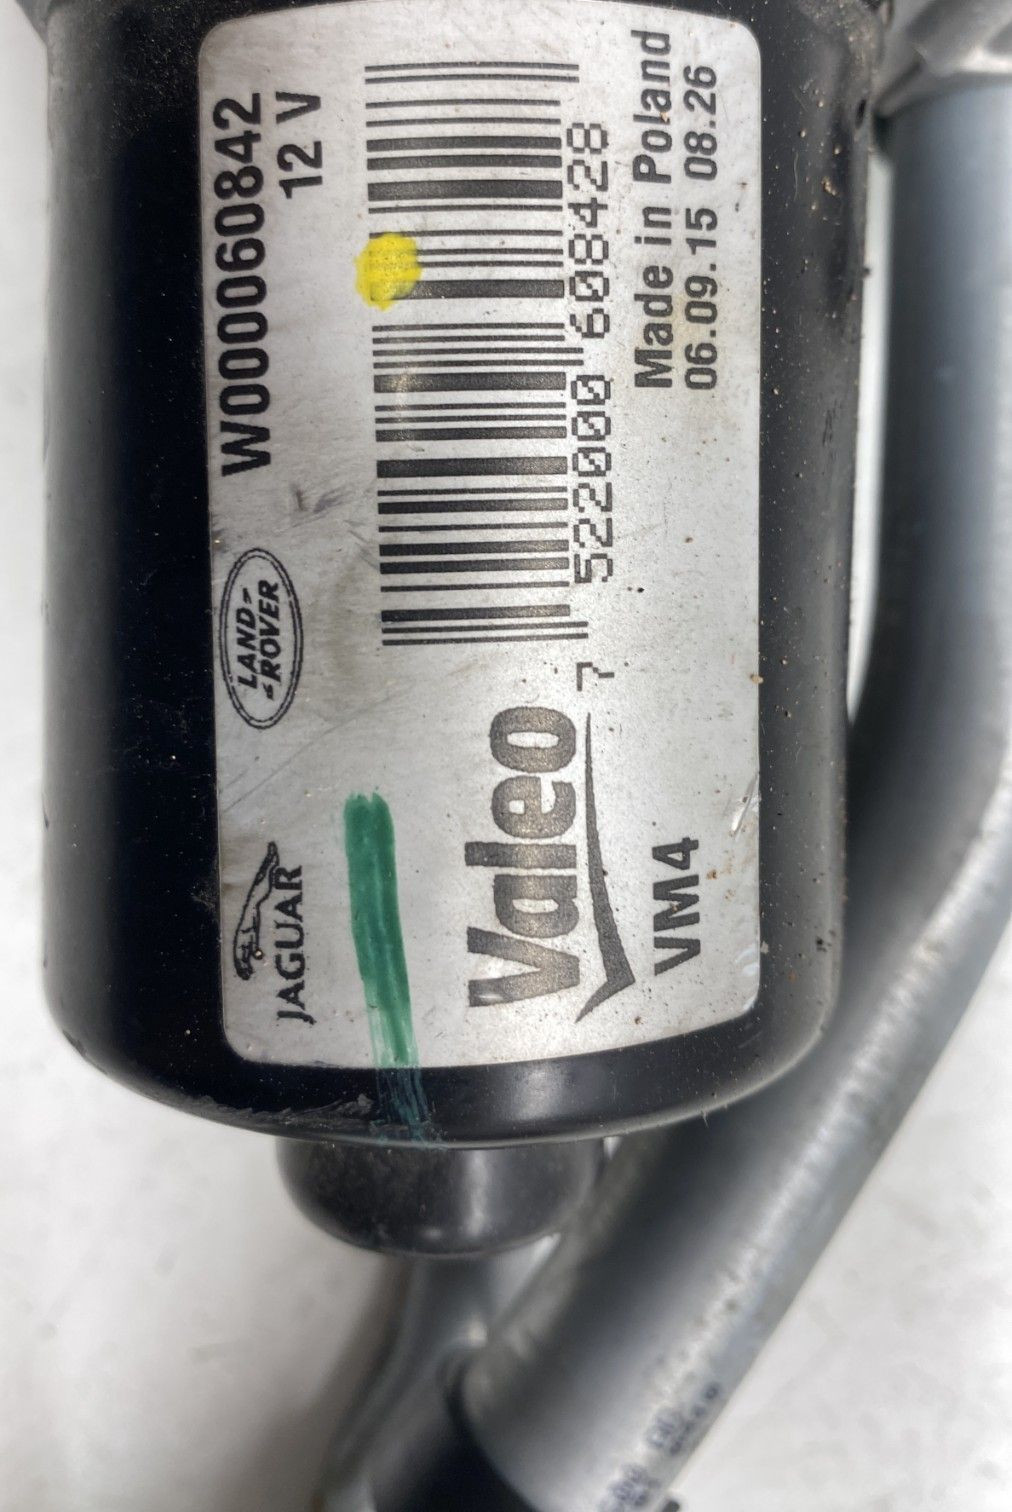 W000060842
12 V
LAND-
-ROVER
JAGUAR
7 522000 608428
Valeo
VM4
Made in Poland
06.09.15 08.26